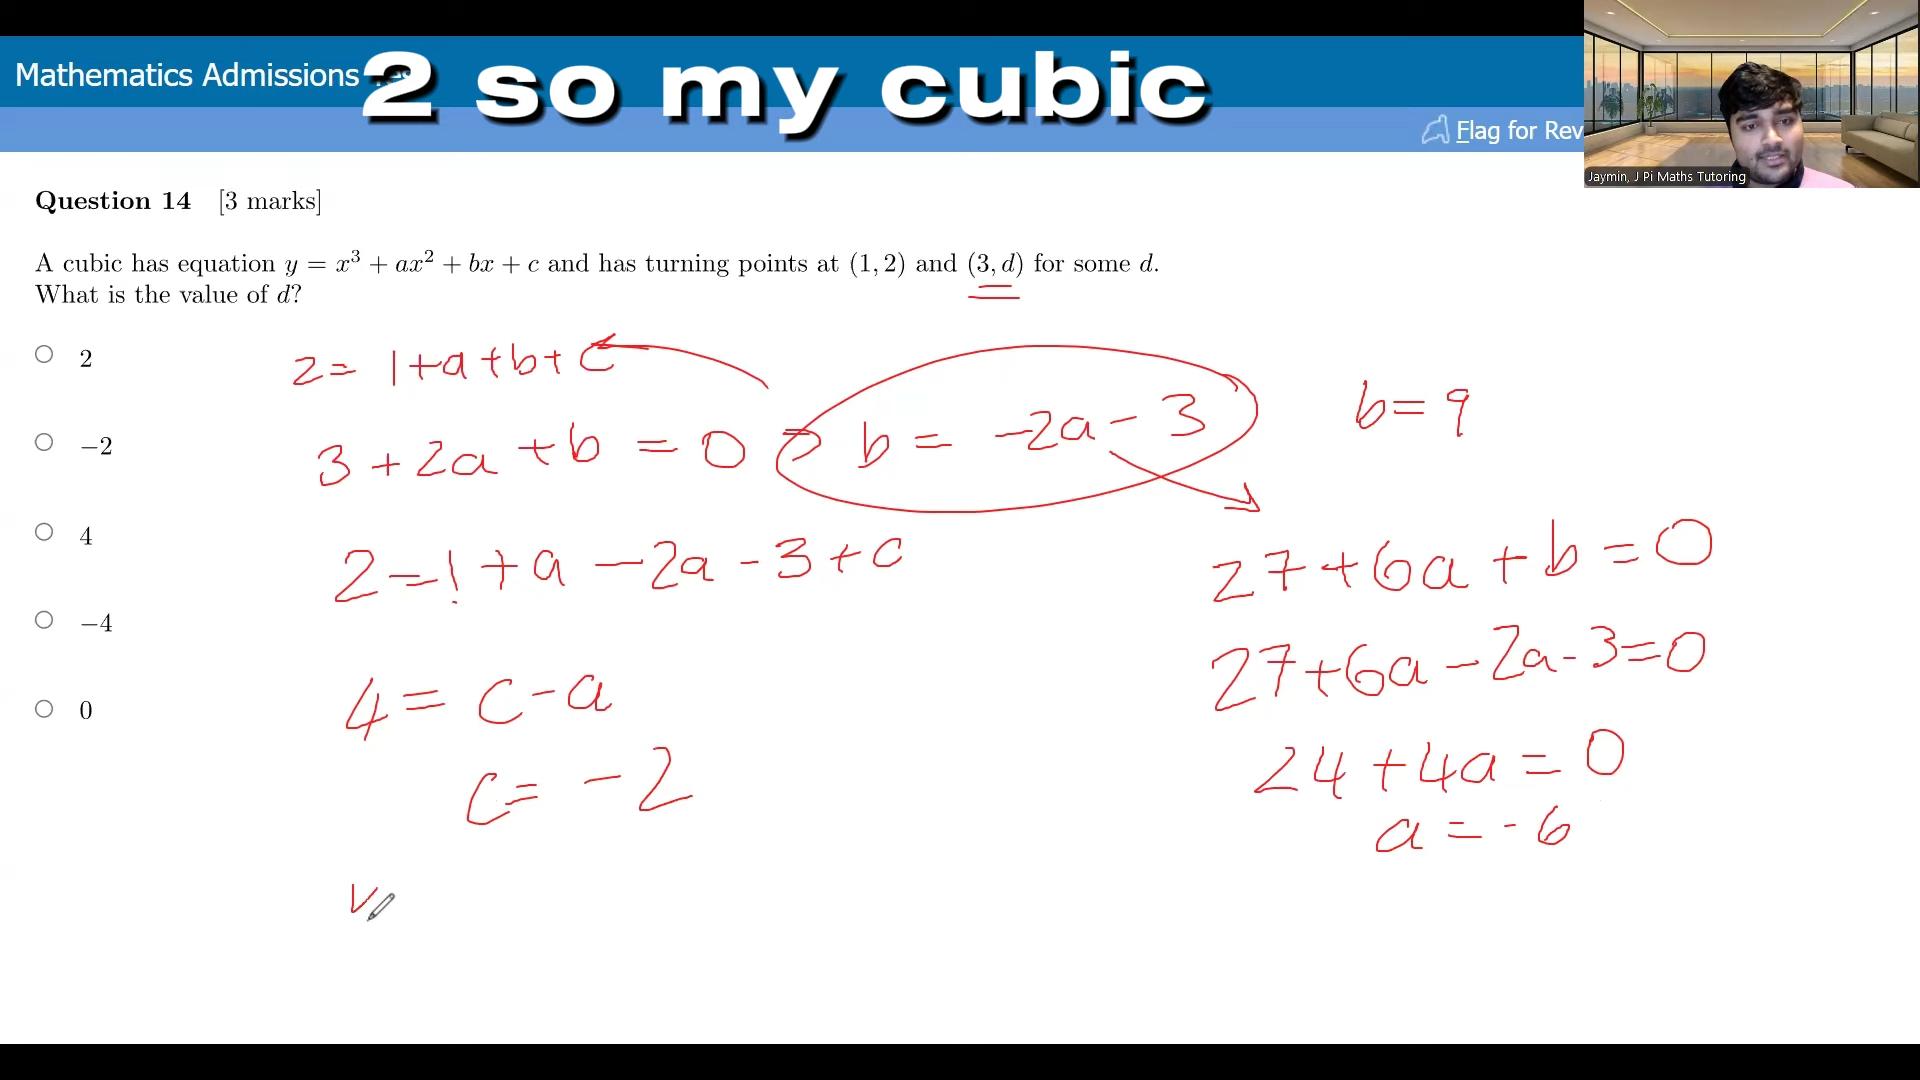 Mathematics Admissions
2 so my cubic
Flag for Rev
Jaymin, J Pi Maths Tutoring
Question 14 [3 marks]
A cubic has equation y = x³ + ax² + bx + c and has turning points at (1, 2) and (3, d) for some d.
What is the value of d?
2
−2
4
−4
0
2 = 1+a+b+c
3+2a+b = 0 ⇒ b = -2a-3
b = 9
2 = 1+a-2a-3+c
27+6a+b=0
4 = c-a
27+6a-2a-3=0
c = -2
24+4a=0
a = -6